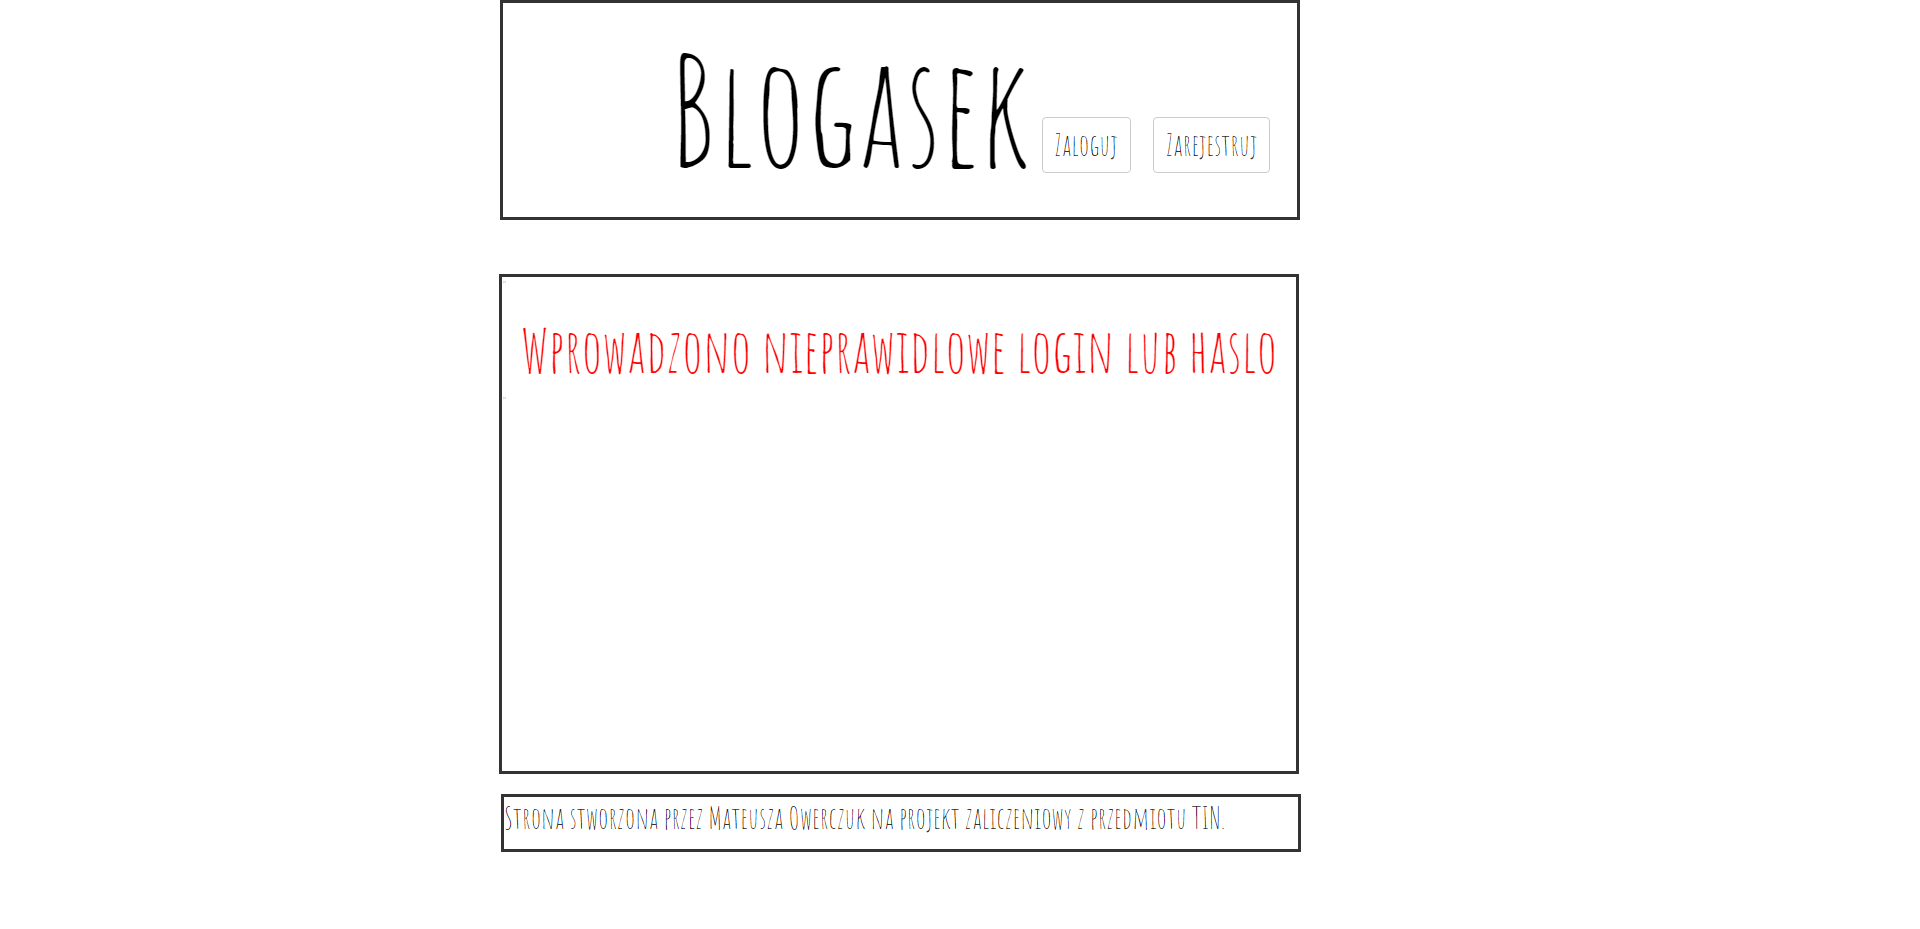 Blogasek
Zaloguj Zarejestruj
Wprowadzono nieprawidlowe login lub haslo
Strona stworzona przez Mateusza Owerczuk na projekt zaliczeniowy z przedmiotu TIN.